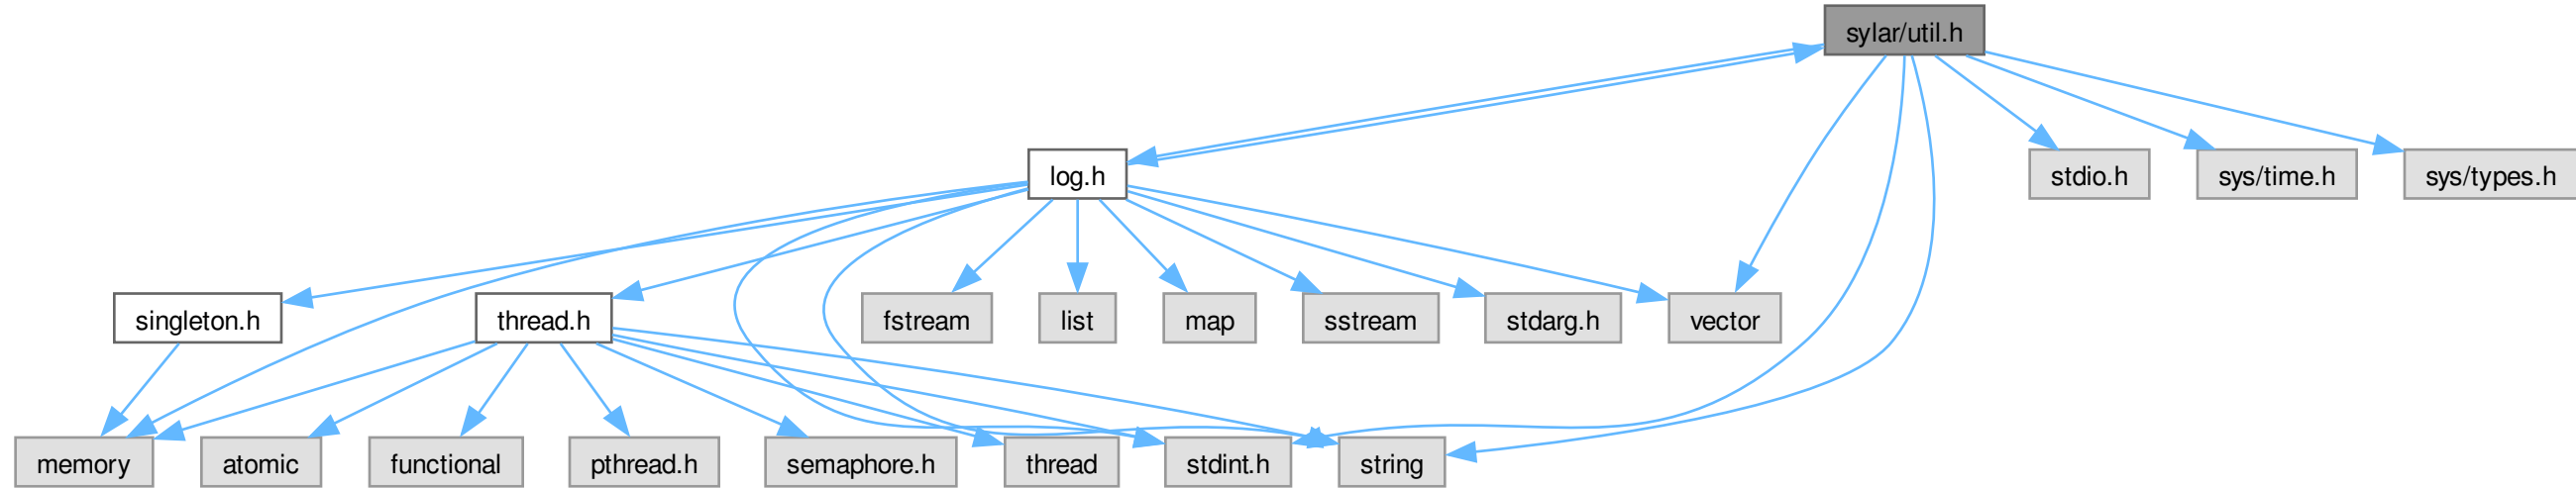 sylar/util.h
log.h
stdio.h
sys/time.h
sys/types.h
singleton.h
thread.h
fstream
list
map
sstream
stdarg.h
vector
memory
atomic
functional
pthread.h
semaphore.h
thread
stdint.h
string